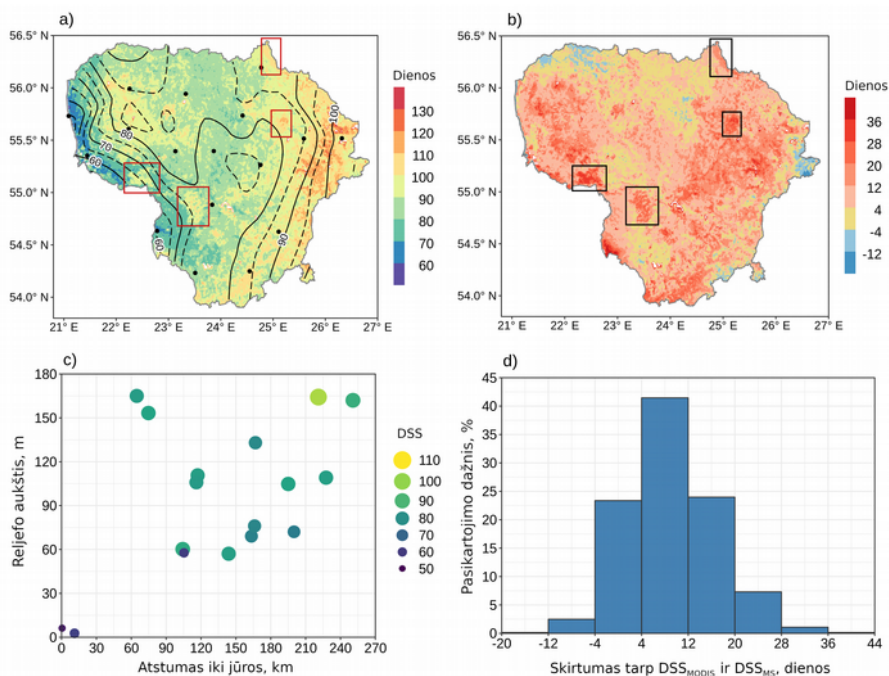 a)
56.5° N
56.0° N
55.5° N
55.0° N
54.5° N
54.0° N
21° E
22° E
23° E
24° E
25° E
26° E
27° E
80
70
60
60
90
100
Dienos
130
120
110
100
90
80
70
60
b)
56.5° N
56.0° N
55.5° N
55.0° N
54.5° N
54.0° N
21° E
22° E
23° E
24° E
25° E
26° E
27° E
Dienos
36
28
20
12
4
-4
-12
c)
Reljefo aukštis, m
180
150
120
90
60
30
0
0
30
60
90
120
150
180
210
240
270
Atstumas iki jūros, km
DSS
110
100
90
80
70
60
50
d)
Pasikartojimo dažnis, %
45
40
35
30
25
20
15
10
5
0
-20
-12
-4
4
12
20
28
36
44
Skirtumas tarp DSS MODIS ir DSS MS, dienos